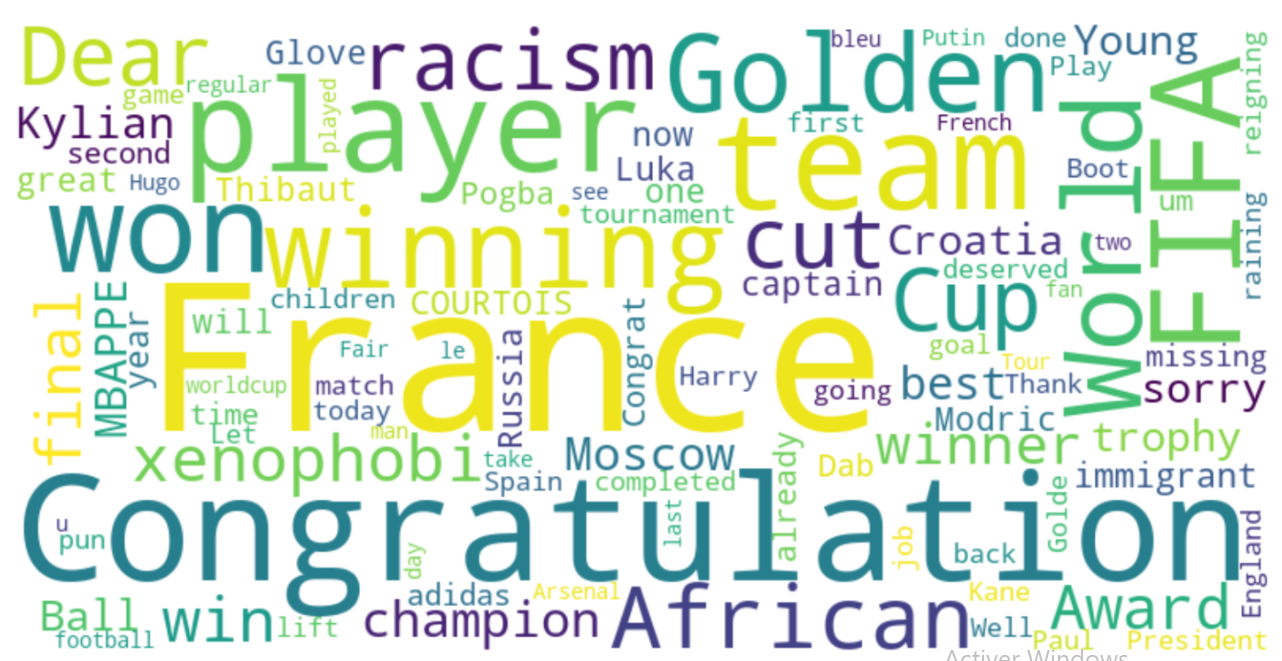 Dear
Glove
racism
Golden
bleu
Putin
done
Young
reigning
regular
game
player
played
Play
World
FIFA
Kylian
second
now
first
French
team
Boot
great
Hugo
Thibaut
Pogba
see
Luka
one
um
tournament
won
winning
cut
Croatia
two
raining
captain
deserved
Cup
fan
final
MBAPPE
year
children
COURTOIS
Congrat
will
France
Fair
le
Russia
goal
Tour
missing
worldcup
match
Harry
going
best
Thank
sorry
time
today
Let
man
Modric
xenophobi
take
Moscow
already
Dab
winner
trophy
Spain
completed
immigrant
Congratulation
u
pun
day
last
job
back
Golde
England
Ball
football
win
lift
champion
adidas
Arsenal
African
Kane
Well
Award
Paul
President
Activer Windows